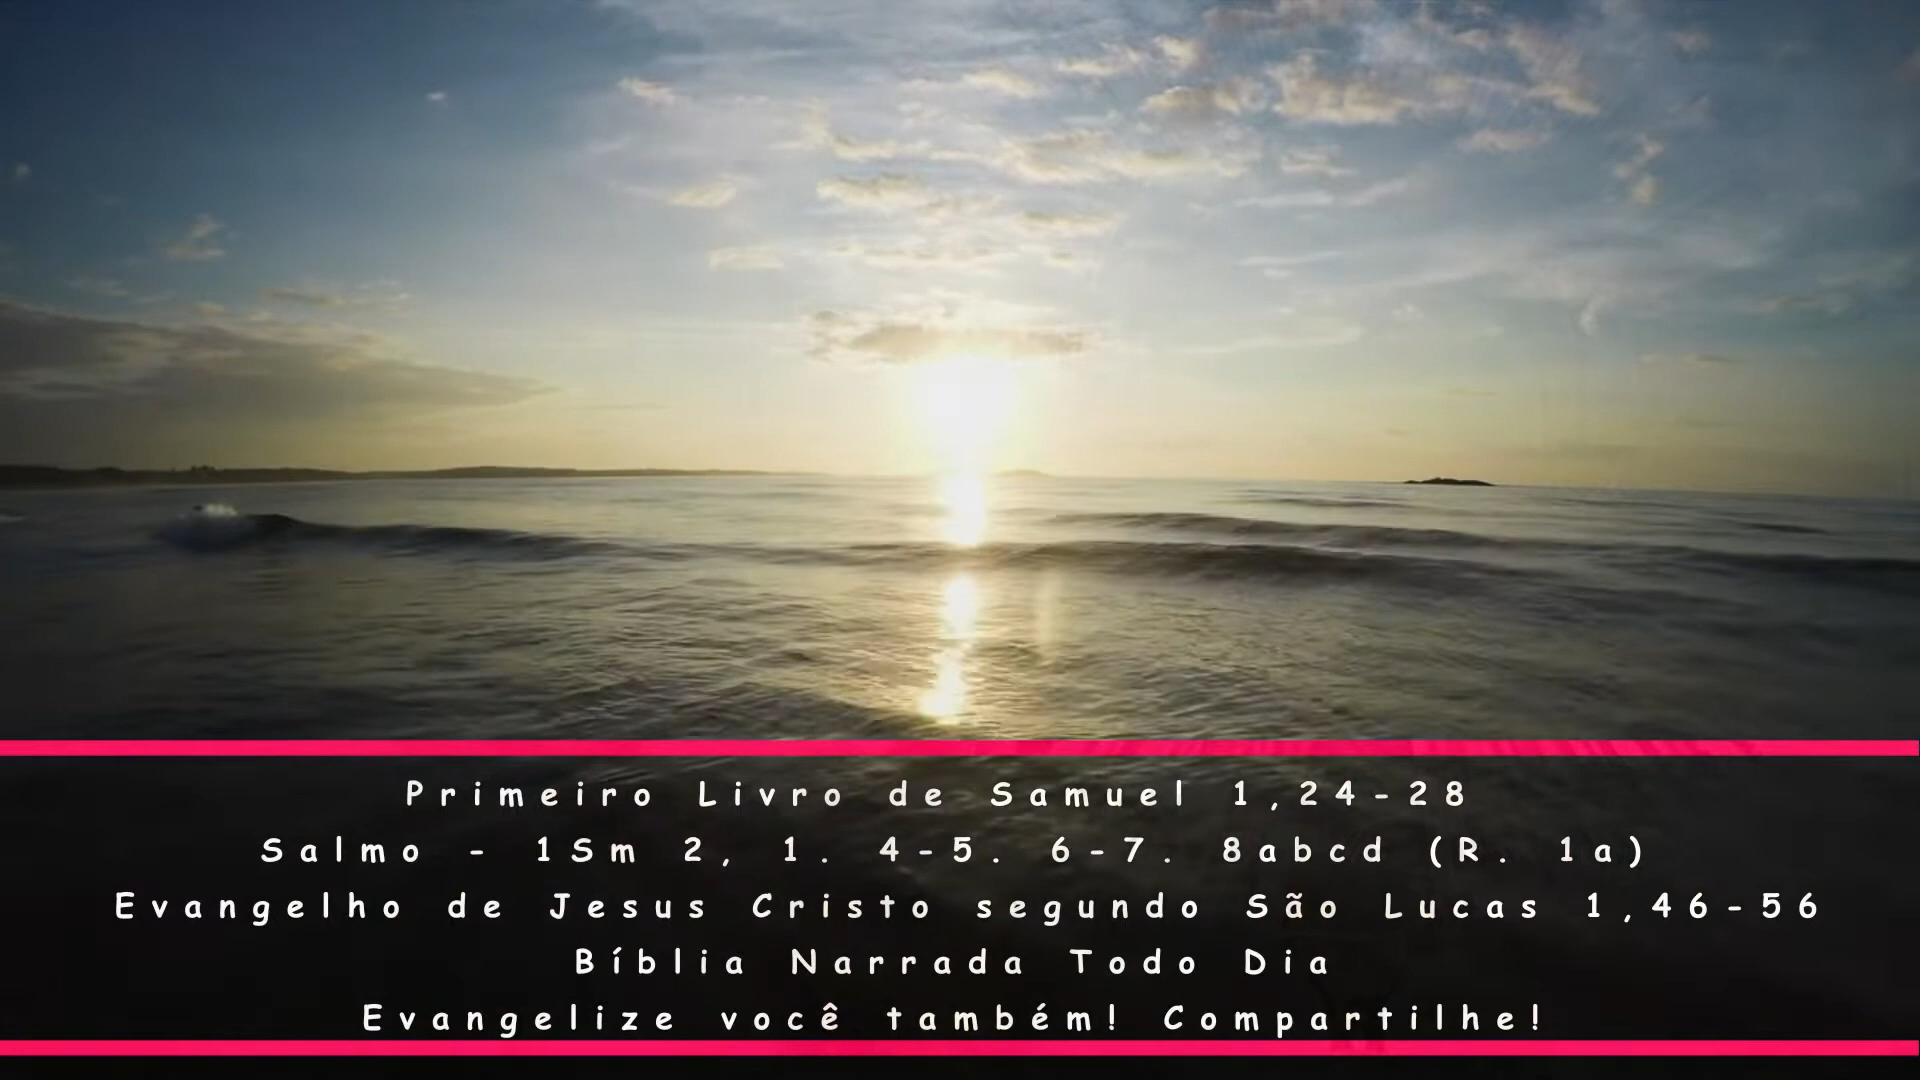 Primeiro Livro de Samuel 1,24-28
Salmo - 1Sm 2, 1. 4-5. 6-7. 8abcd (R. 1a)
Evangelho de Jesus Cristo segundo São Lucas 1,46-56
Bíblia Narrada Todo Dia
Evangelize você também! Compartilhe!